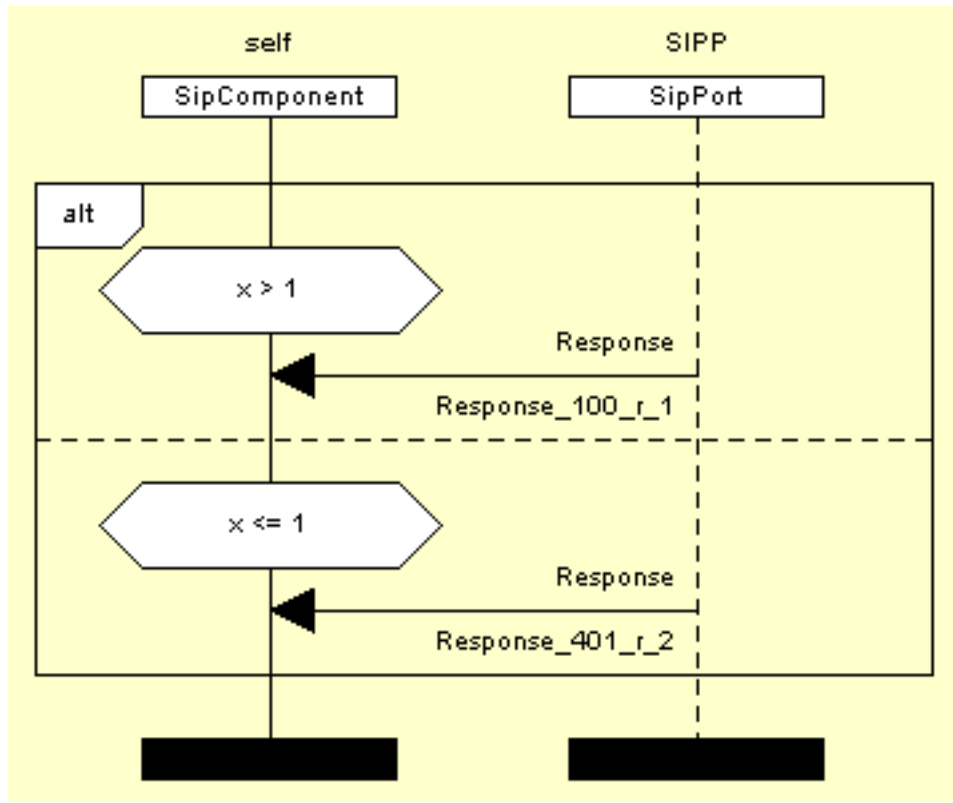 self SIPP
SipComponent SipPort
alt
x > 1
Response
Response_100_r_1
x <= 1
Response
Response_401_r_2